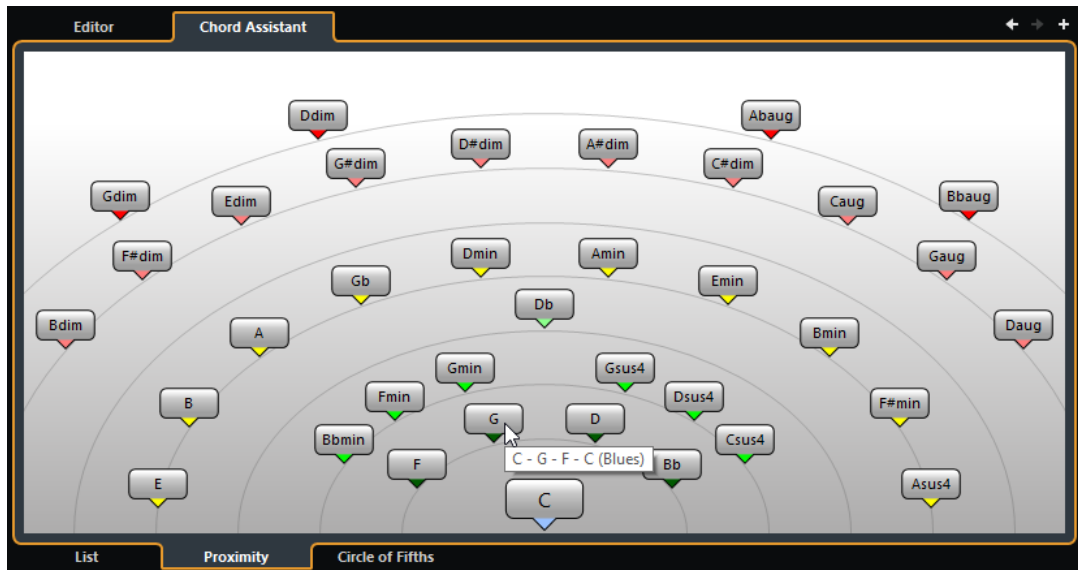 Editor Chord Assistant
Ddim Abaug
D#dim A#dim
G#dim C#dim
Gdim Edim Caug Bbaug
F#dim Dmin Amin Gaug
Gb Emin
Db
Bdim A Bmin Daug
Gmin Gsus4
B Fmin Dsus4 F#min
G D
Bbmin Csus4
C - G - F - C (Blues)
F Bb
E Asus4
C
List Proximity Circle of Fifths